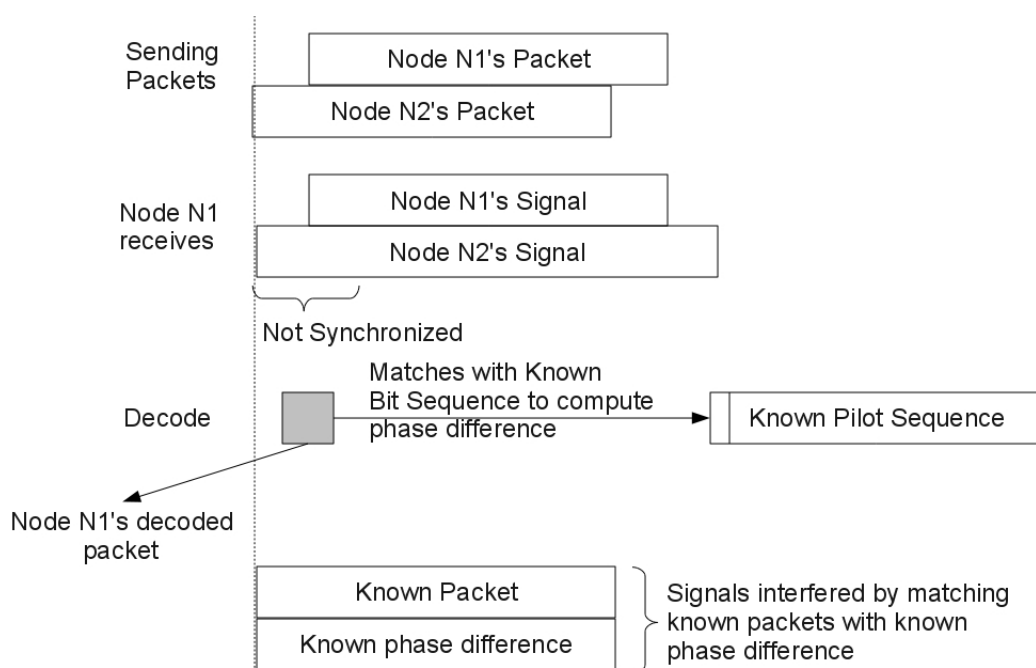 Sending
Packets
Node N1's Packet
Node N2's Packet
Node N1
receives
Node N1's Signal
Node N2's Signal
Not Synchronized
Decode
Matches with Known
Bit Sequence to compute
phase difference
Known Pilot Sequence
Node N1's decoded
packet
Known Packet
Known phase difference
Signals interfered by matching
known packets with known
phase difference